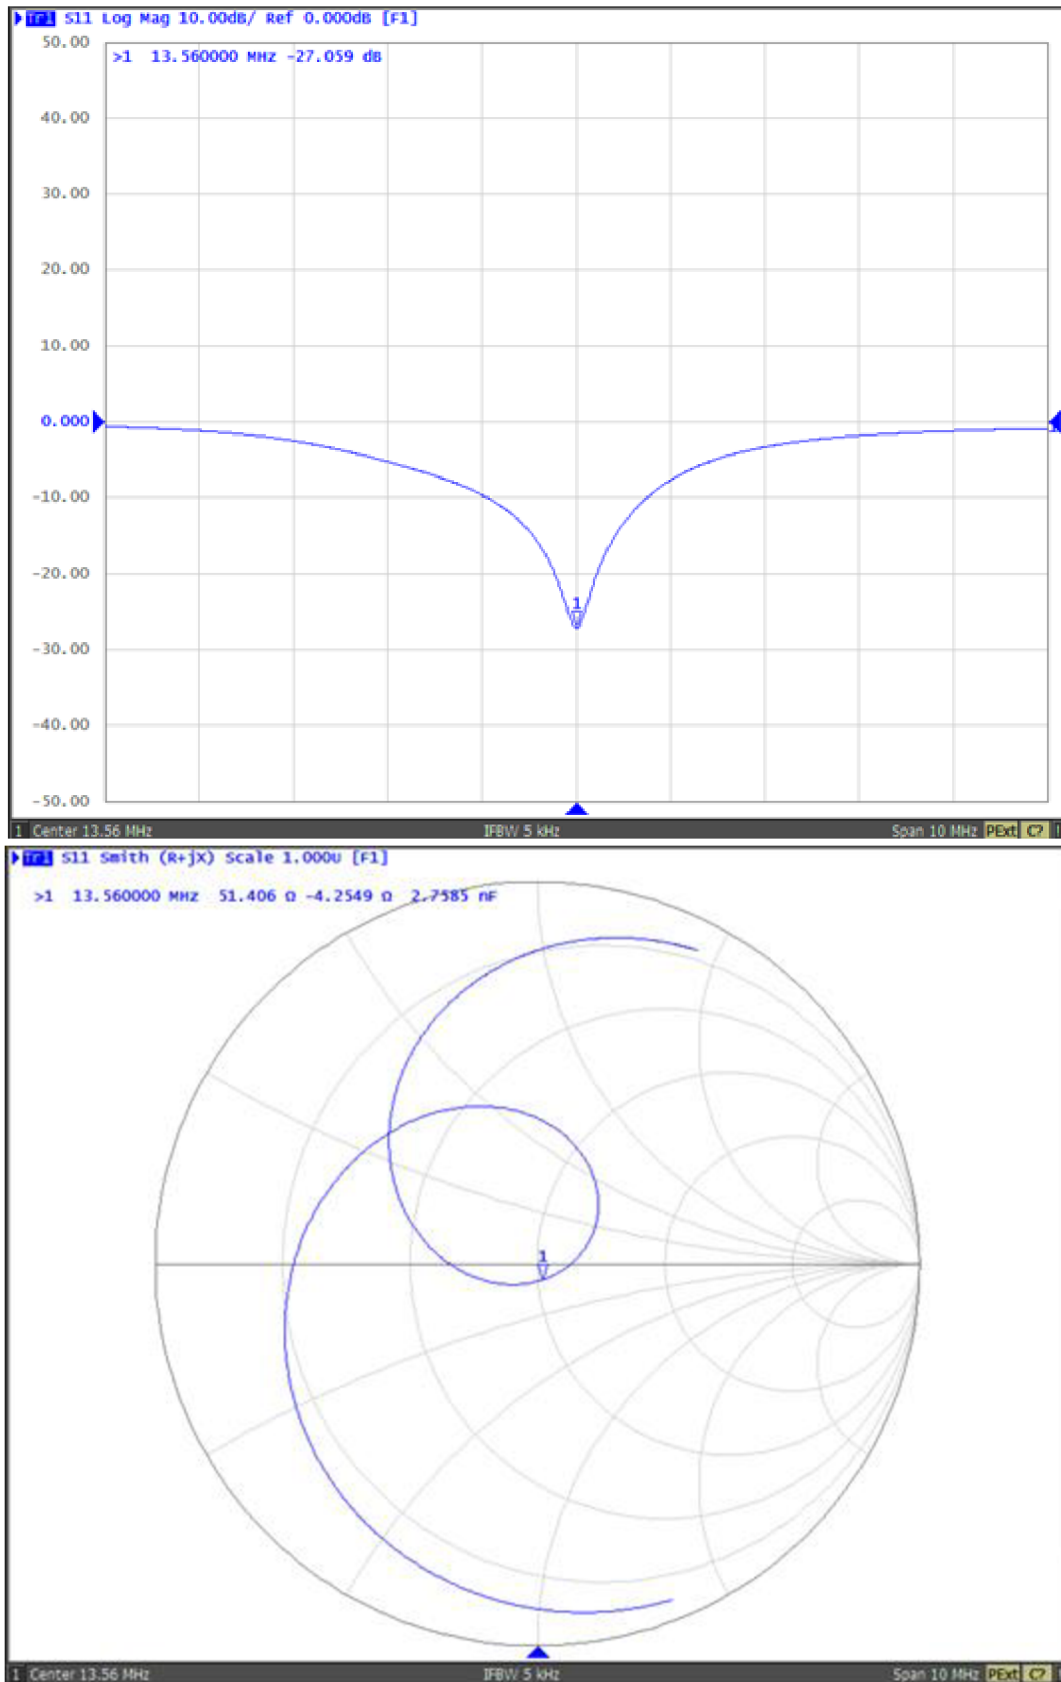 Tr1 S11 Log Mag 10.00dB/ Ref 0.000dB [F1]
50.00
>1 13.560000 MHz -27.059 dB
40.00
30.00
20.00
10.00
0.000
-10.00
-20.00
1
-30.00
-40.00
-50.00
1 Center 13.56 MHz IFBW 5 kHz Span 10 MHz PExt C?
Tr1 S11 Smith (R+jX) Scale 1.000U [F1]
>1 13.560000 MHz 51.406 Ω -4.2549 Ω 2.7585 nF
1
1 Center 13.56 MHz IFBW 5 kHz Span 10 MHz PExt C?